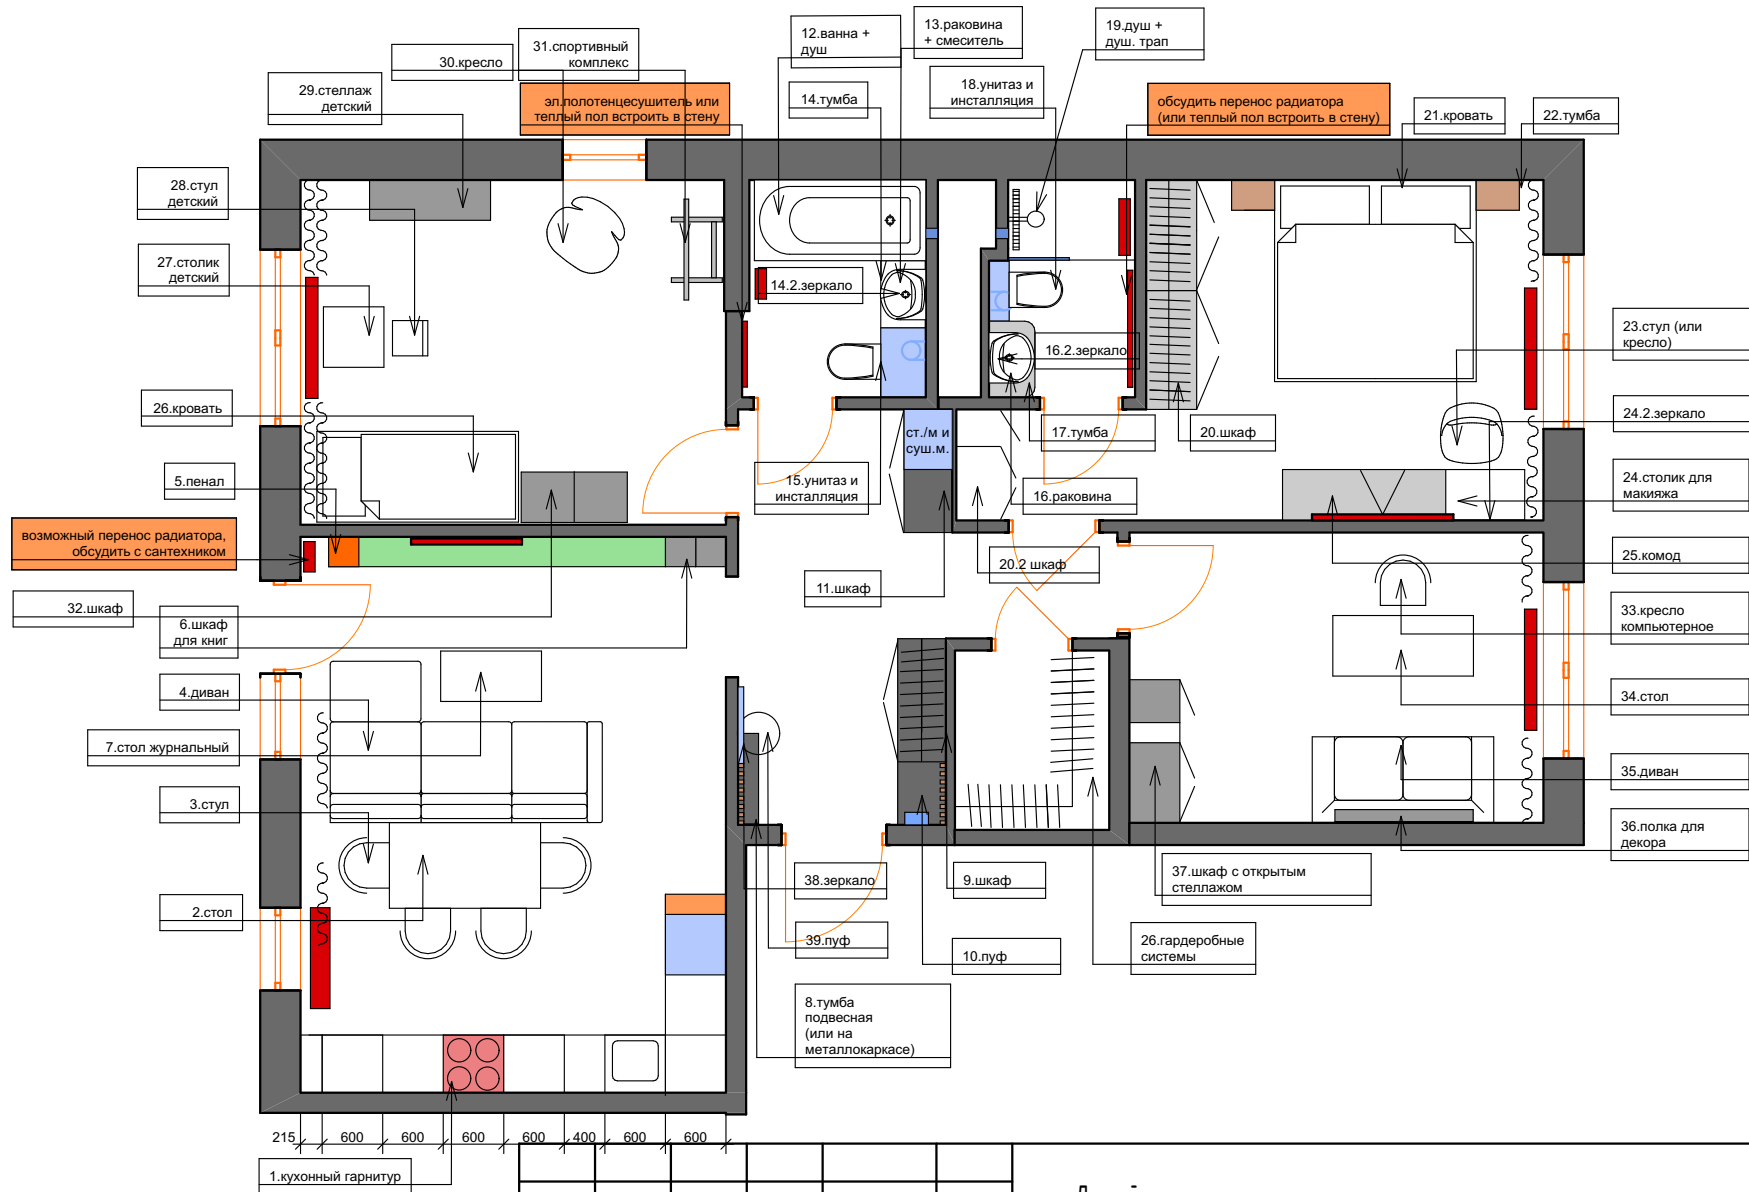 12.ванна +
душ
13.раковина
+ смеситель
19.душ +
душ. трап
31.спортивный
комплекс
30.кресло
29.стеллаж
детский
эл.полотенцесушитель или
теплый пол встроить в стену
14.тумба
18.унитаз и
инсталляция
обсудить перенос радиатора
(или теплый пол встроить в стену)
21.кровать
22.тумба
28.стул
детский
27.столик
детский
14.2.зеркало
16.2.зеркало
23.стул (или
кресло)
26.кровать
5.пенал
возможный перенос радиатора,
обсудить с сантехником
ст./м и
суш.м.
17.тумба
20.шкаф
24.2.зеркало
15.унитаз и
инсталляция
16.раковина
24.столик для
макияжа
20.2 шкаф
25.комод
11.шкаф
32.шкаф
6.шкаф
для книг
33.кресло
компьютерное
4.диван
34.стол
7.стол журнальный
35.диван
3.стул
36.полка для
декора
38.зеркало
9.шкаф
37.шкаф с открытым
стеллажом
2.стол
39.пуф
10.пуф
26.гардеробные
системы
8.тумба
подвесная
(или на
металлокаркасе)
215 600 600 600 600 400 600 600
1.кухонный гарнитур